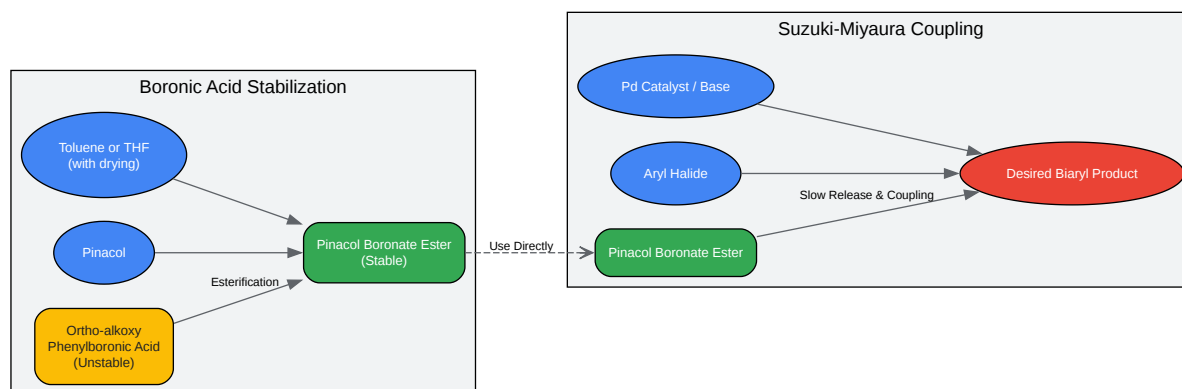 Boronic Acid Stabilization
Toluene or THF
(with drying)
Pinacol
Esterification
Ortho-alkoxy
Phenylboronic Acid
(Unstable)
Pinacol Boronate Ester
(Stable)
Use Directly
Suzuki-Miyaura Coupling
Pd Catalyst / Base
Aryl Halide
Pinacol Boronate Ester
Slow Release & Coupling
Desired Biaryl Product